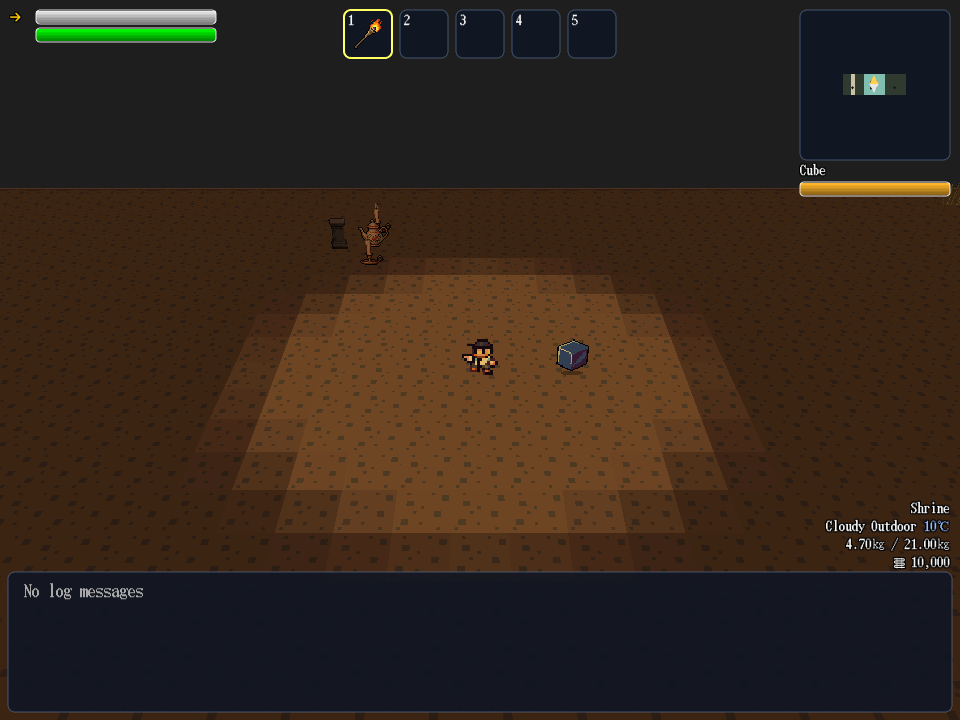 1
2
3
4
5
Cube
Shrine
Cloudy Outdoor 10℃
4.70kg / 21.00kg
10,000
No log messages